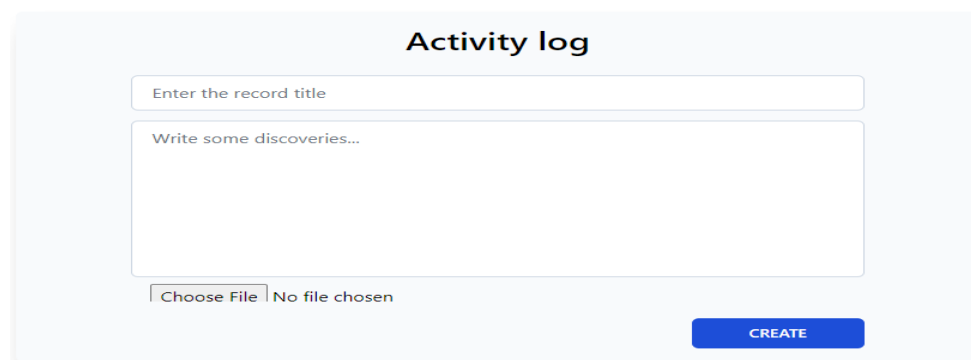 Activity log
Enter the record title
Write some discoveries...
Choose File No file chosen
CREATE